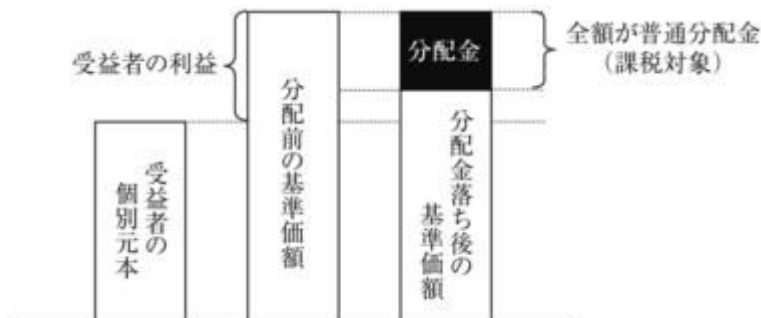 受益者の利益
受益者の
個別元本
分配前の基準価額
分配金
分配金落ち後の
基準価額
全額が普通分配金
（課税対象）